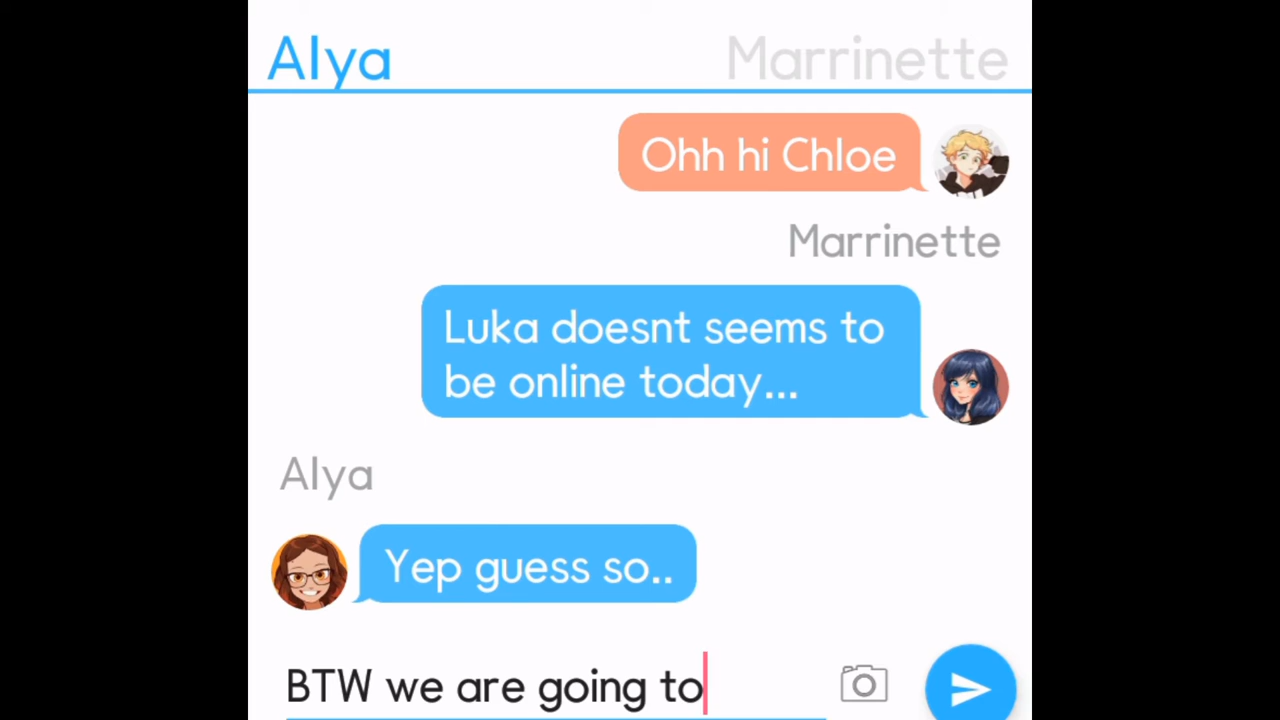 Alya Marrinette
Ohh hi Chloe
Marrinette
Luka doesnt seems to
be online today...
Alya
Yep guess so..
BTW we are going to